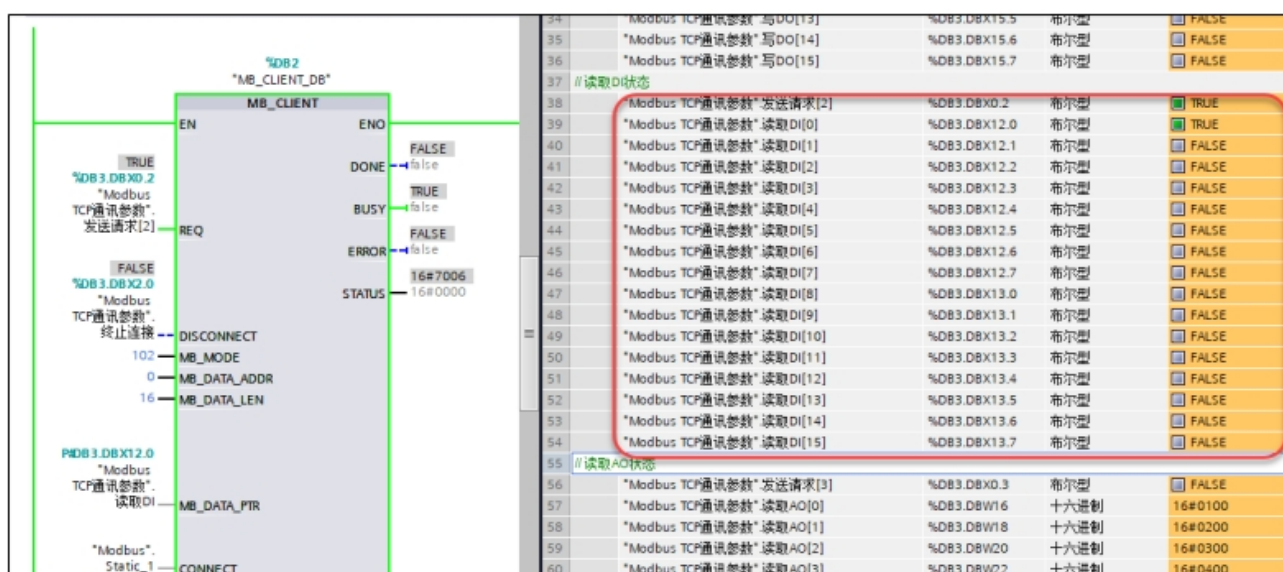 %DB2
"MB_CLIENT_DB"
MB_CLIENT
EN
ENO
TRUE
%DB3.DBX0.2
"Modbus
TCP通讯参数".
发送请求[2]
REQ
FALSE
%DB3.DBX2.0
"Modbus
TCP通讯参数".
终止连接
DISCONNECT
102
MB_MODE
0
MB_DATA_ADDR
16
MB_DATA_LEN
P#DB3.DBX12.0
"Modbus
TCP通讯参数".
读取DI
MB_DATA_PTR
"Modbus".
Static_1
CONNECT
FALSE
DONE
false
TRUE
BUSY
false
FALSE
ERROR
false
16#7006
STATUS
16#0000
34 "Modbus TCP通讯参数".写DO[13] %DB3.DBX15.5 布尔型 FALSE
35 "Modbus TCP通讯参数".写DO[14] %DB3.DBX15.6 布尔型 FALSE
36 "Modbus TCP通讯参数".写DO[15] %DB3.DBX15.7 布尔型 FALSE
37 //读取DI状态
38 "Modbus TCP通讯参数".发送请求[2] %DB3.DBX0.2 布尔型 TRUE
39 "Modbus TCP通讯参数".读取DI[0] %DB3.DBX12.0 布尔型 TRUE
40 "Modbus TCP通讯参数".读取DI[1] %DB3.DBX12.1 布尔型 FALSE
41 "Modbus TCP通讯参数".读取DI[2] %DB3.DBX12.2 布尔型 FALSE
42 "Modbus TCP通讯参数".读取DI[3] %DB3.DBX12.3 布尔型 FALSE
43 "Modbus TCP通讯参数".读取DI[4] %DB3.DBX12.4 布尔型 FALSE
44 "Modbus TCP通讯参数".读取DI[5] %DB3.DBX12.5 布尔型 FALSE
45 "Modbus TCP通讯参数".读取DI[6] %DB3.DBX12.6 布尔型 FALSE
46 "Modbus TCP通讯参数".读取DI[7] %DB3.DBX12.7 布尔型 FALSE
47 "Modbus TCP通讯参数".读取DI[8] %DB3.DBX13.0 布尔型 FALSE
48 "Modbus TCP通讯参数".读取DI[9] %DB3.DBX13.1 布尔型 FALSE
49 "Modbus TCP通讯参数".读取DI[10] %DB3.DBX13.2 布尔型 FALSE
50 "Modbus TCP通讯参数".读取DI[11] %DB3.DBX13.3 布尔型 FALSE
51 "Modbus TCP通讯参数".读取DI[12] %DB3.DBX13.4 布尔型 FALSE
52 "Modbus TCP通讯参数".读取DI[13] %DB3.DBX13.5 布尔型 FALSE
53 "Modbus TCP通讯参数".读取DI[14] %DB3.DBX13.6 布尔型 FALSE
54 "Modbus TCP通讯参数".读取DI[15] %DB3.DBX13.7 布尔型 FALSE
55 //读取AO状态
56 "Modbus TCP通讯参数".发送请求[3] %DB3.DBX0.3 布尔型 FALSE
57 "Modbus TCP通讯参数".读取AO[0] %DB3.DBW16 十六进制 16#0100
58 "Modbus TCP通讯参数".读取AO[1] %DB3.DBW18 十六进制 16#0200
59 "Modbus TCP通讯参数".读取AO[2] %DB3.DBW20 十六进制 16#0300
60 "Modbus TCP通讯参数".读取AO[3] %DB3.DBW22 十六进制 16#0400